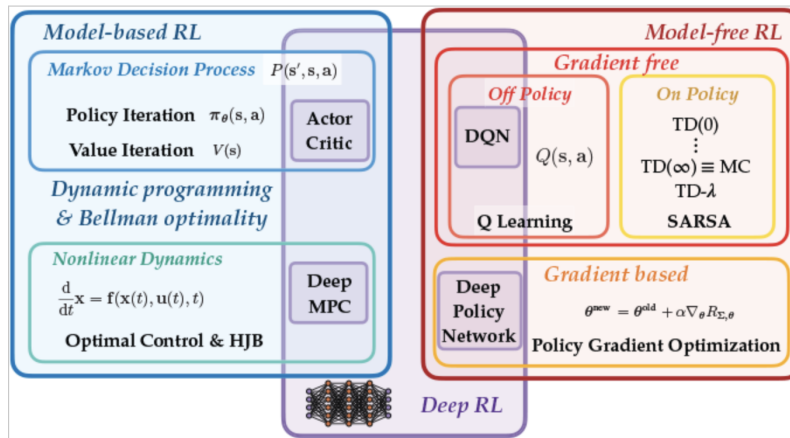 Model-based RL
Markov Decision Process P(s′, s, a)
Policy Iteration π_θ(s, a)
Value Iteration V(s)
Actor
Critic
Dynamic programming
& Bellman optimality
Nonlinear Dynamics
d/dt x = f(x(t), u(t), t)
Optimal Control & HJB
Deep
MPC
Deep RL
Model-free RL
Gradient free
Off Policy
DQN
Q(s, a)
Q Learning
On Policy
TD(0)
⋮
TD(∞) ≡ MC
TD-λ
SARSA
Gradient based
Deep
Policy
Network
θ^new = θ^old + α∇_θ R_Σ,θ
Policy Gradient Optimization